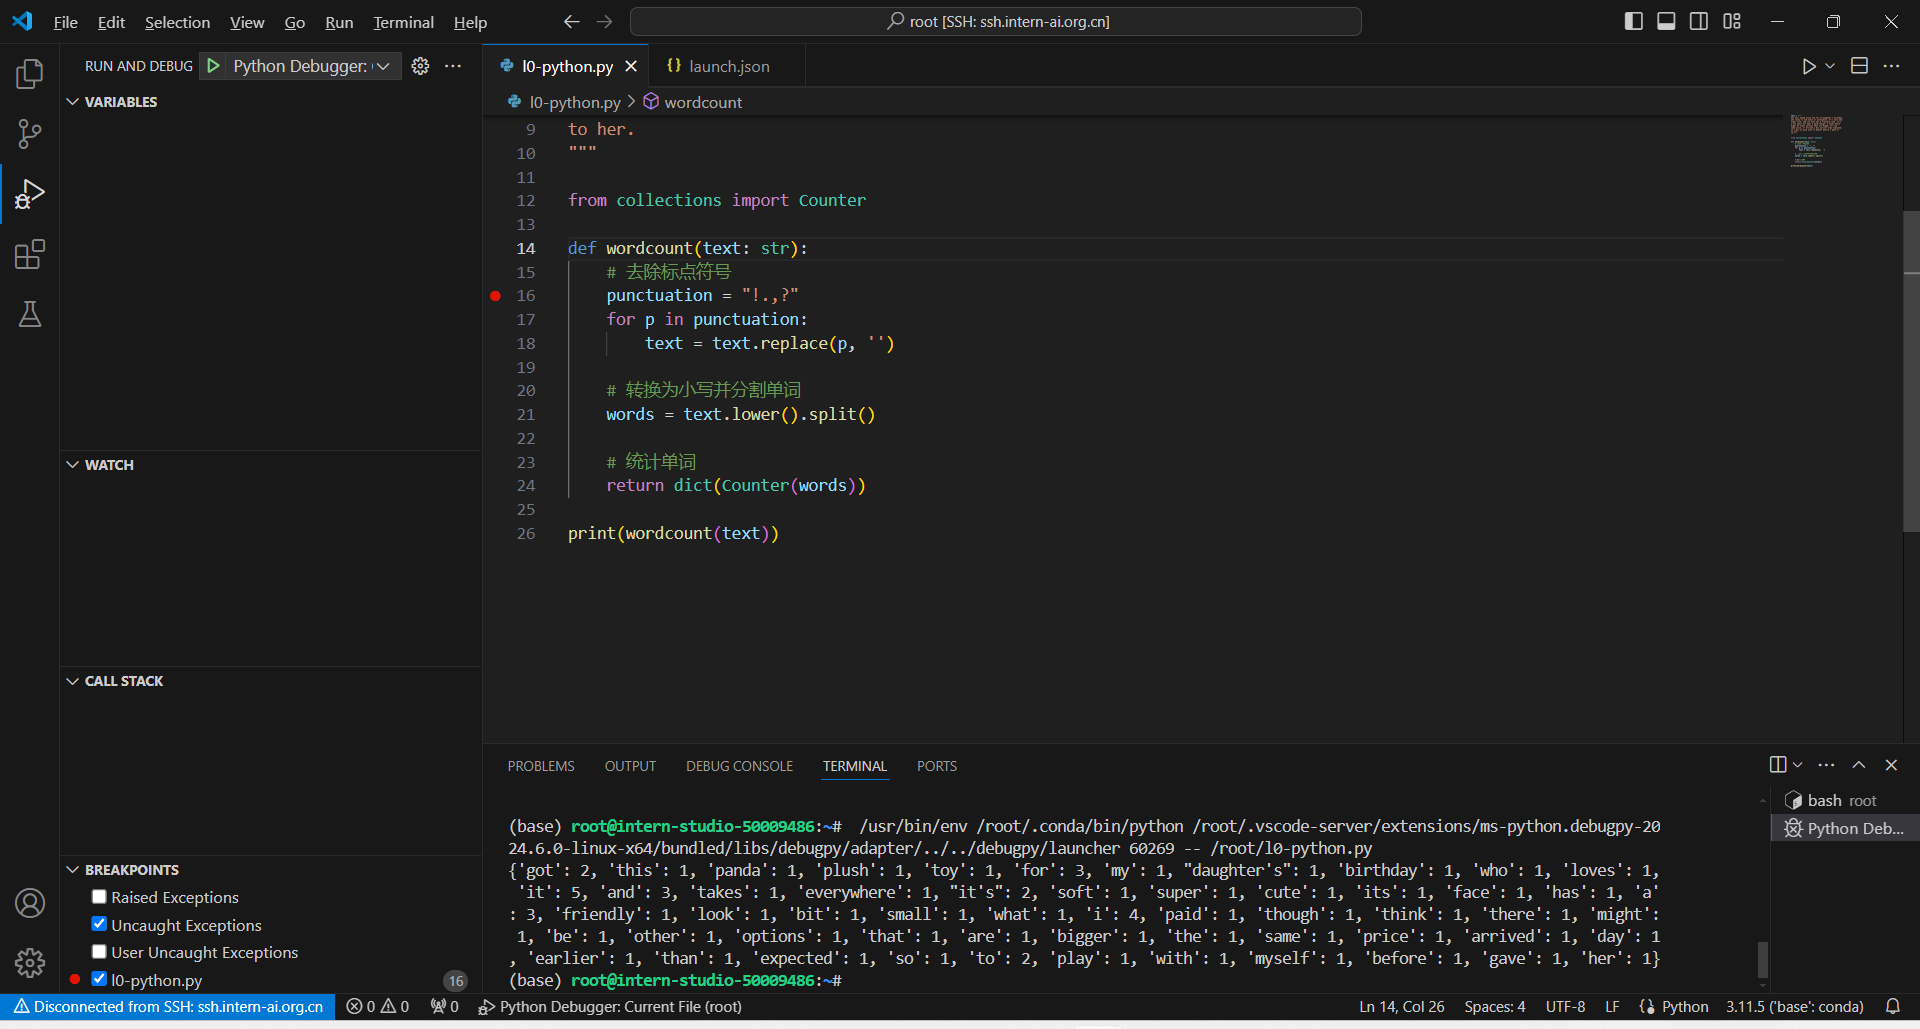 File Edit Selection View Go Run Terminal Help
root [SSH: ssh.intern-ai.org.cn]
RUN AND DEBUG
Python Debugger:
VARIABLES
WATCH
CALL STACK
BREAKPOINTS
Raised Exceptions
Uncaught Exceptions
User Uncaught Exceptions
l0-python.py 16
l0-python.py
{} launch.json
l0-python.py > wordcount
9 to her.
10 """
11
12 from collections import Counter
13
14 def wordcount(text: str):
15 # 去除标点符号
16 punctuation = "!.,?"
17 for p in punctuation:
18 text = text.replace(p, '')
19
20 # 转换为小写并分割单词
21 words = text.lower().split()
22
23 # 统计单词
24 return dict(Counter(words))
25
26 print(wordcount(text))
PROBLEMS OUTPUT DEBUG CONSOLE TERMINAL PORTS
(base) root@intern-studio-50009486:~# /usr/bin/env /root/.conda/bin/python /root/.vscode-server/extensions/ms-python.debugpy-20
24.6.0-linux-x64/bundled/libs/debugpy/adapter/../../debugpy/launcher 60269 -- /root/l0-python.py
{'got': 2, 'this': 1, 'panda': 1, 'plush': 1, 'toy': 1, 'for': 3, 'my': 1, "daughter's": 1, 'birthday': 1, 'who': 1, 'loves': 1,
'it': 5, 'and': 3, 'takes': 1, 'everywhere': 1, "it's": 2, 'soft': 1, 'super': 1, 'cute': 1, 'its': 1, 'face': 1, 'has': 1, 'a'
: 3, 'friendly': 1, 'look': 1, 'bit': 1, 'small': 1, 'what': 1, 'i': 4, 'paid': 1, 'though': 1, 'think': 1, 'there': 1, 'might':
1, 'be': 1, 'other': 1, 'options': 1, 'that': 1, 'are': 1, 'bigger': 1, 'the': 1, 'same': 1, 'price': 1, 'arrived': 1, 'day': 1
, 'earlier': 1, 'than': 1, 'expected': 1, 'so': 1, 'to': 2, 'play': 1, 'with': 1, 'myself': 1, 'before': 1, 'gave': 1, 'her': 1}
(base) root@intern-studio-50009486:~#
bash root
Python Deb...
Disconnected from SSH: ssh.intern-ai.org.cn 0 0 0 Python Debugger: Current File (root)
Ln 14, Col 26 Spaces: 4 UTF-8 LF Python 3.11.5 ('base': conda)